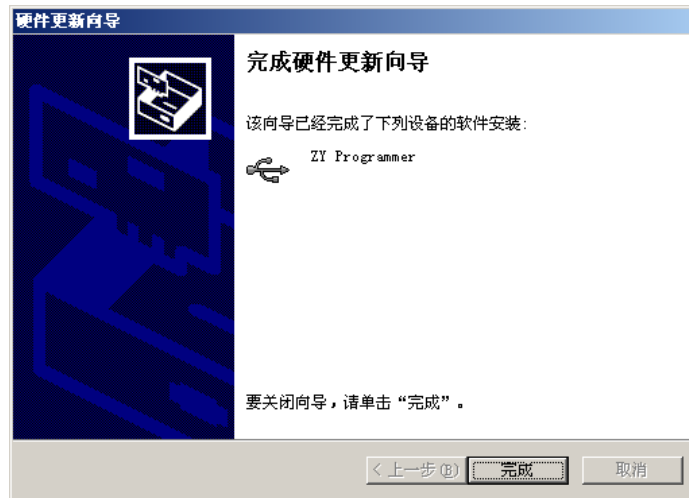 硬件更新向导
完成硬件更新向导
该向导已经完成了下列设备的软件安装:
ZY Programmer
要关闭向导，请单击“完成”。
< 上一步(B)
完成
取消